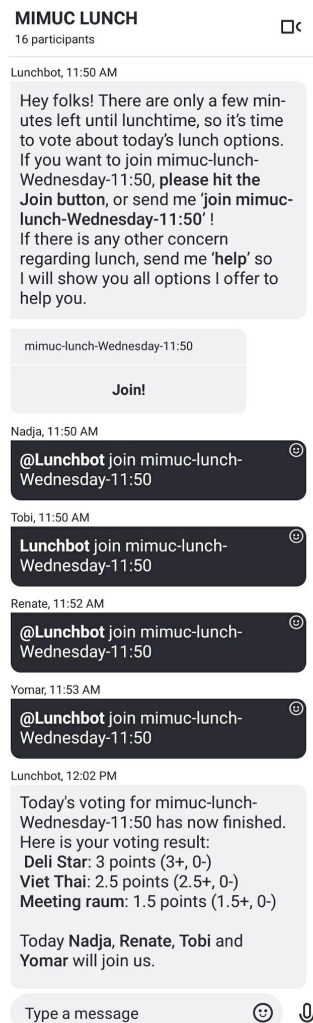 MIMUC LUNCH
16 participants
Lunchbot, 11:50 AM
Hey folks! There are only a few min-
utes left until lunchtime, so it's time
to vote about today's lunch options.
If you want to join mimuc-lunch-
Wednesday-11:50, please hit the
Join button, or send me 'join mimuc-
lunch-Wednesday-11:50' !
If there is any other concern
regarding lunch, send me 'help' so
I will show you all options I offer to
help you.
mimuc-lunch-Wednesday-11:50
Join!
Nadja, 11:50 AM
@Lunchbot join mimuc-lunch-
Wednesday-11:50
Tobi, 11:50 AM
Lunchbot join mimuc-lunch-
Wednesday-11:50
Renate, 11:52 AM
@Lunchbot join mimuc-lunch-
Wednesday-11:50
Yomar, 11:53 AM
@Lunchbot join mimuc-lunch-
Wednesday-11:50
Lunchbot, 12:02 PM
Today's voting for mimuc-lunch-
Wednesday-11:50 has now finished.
Here is your voting result:
Deli Star: 3 points (3+, 0-)
Viet Thai: 2.5 points (2.5+, 0-)
Meeting raum: 1.5 points (1.5+, 0-)
Today Nadja, Renate, Tobi and
Yomar will join us.
Type a message